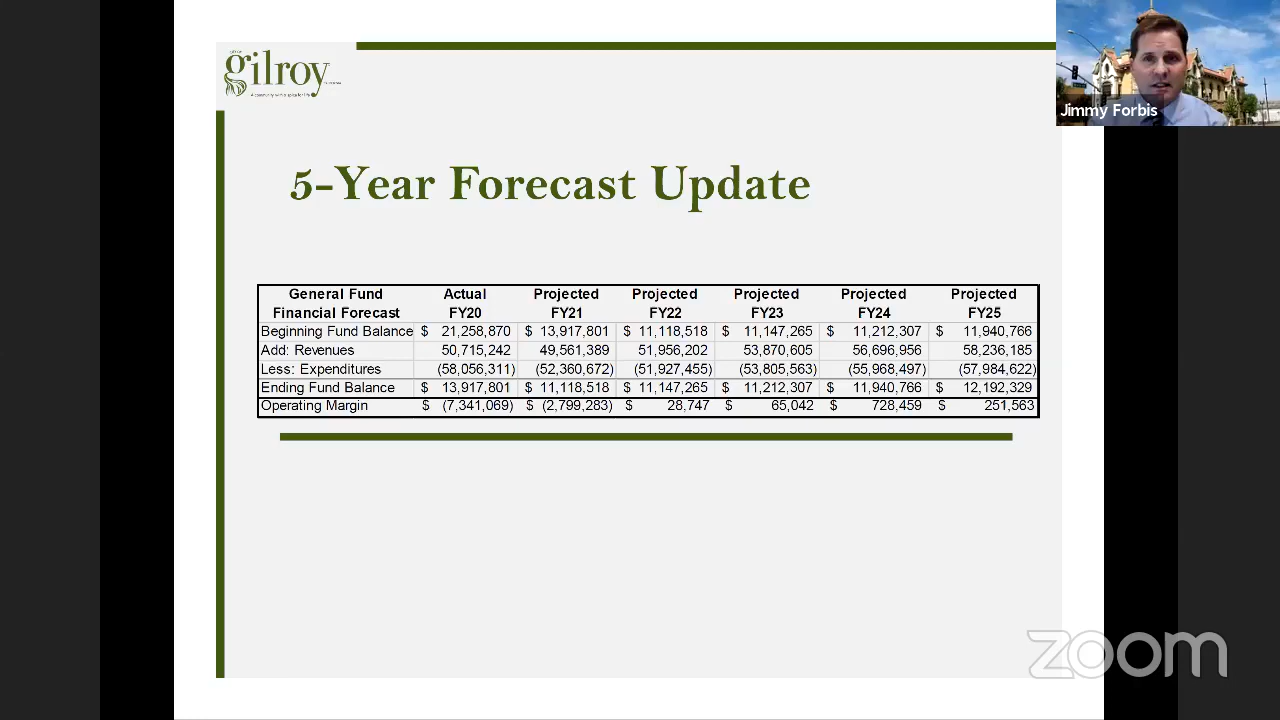 gilroy
5-Year Forecast Update
Jimmy Forbis
General Fund Financial Forecast Actual FY20 Projected FY21 Projected FY22 Projected FY23 Projected FY24 Projected FY25
Beginning Fund Balance $ 21,258,870 $ 13,917,801 $ 11,118,518 $ 11,147,265 $ 11,212,307 $ 11,940,766
Add: Revenues 50,715,242 49,561,389 51,956,202 53,870,605 56,696,956 58,236,185
Less: Expenditures (58,056,311) (52,360,672) (51,927,455) (53,805,563) (55,968,497) (57,984,622)
Ending Fund Balance $ 13,917,801 $ 11,118,518 $ 11,147,265 $ 11,212,307 $ 11,940,766 $ 12,192,329
Operating Margin $ (7,341,069) $ (2,799,283) $ 28,747 $ 65,042 $ 728,459 $ 251,563
zoom